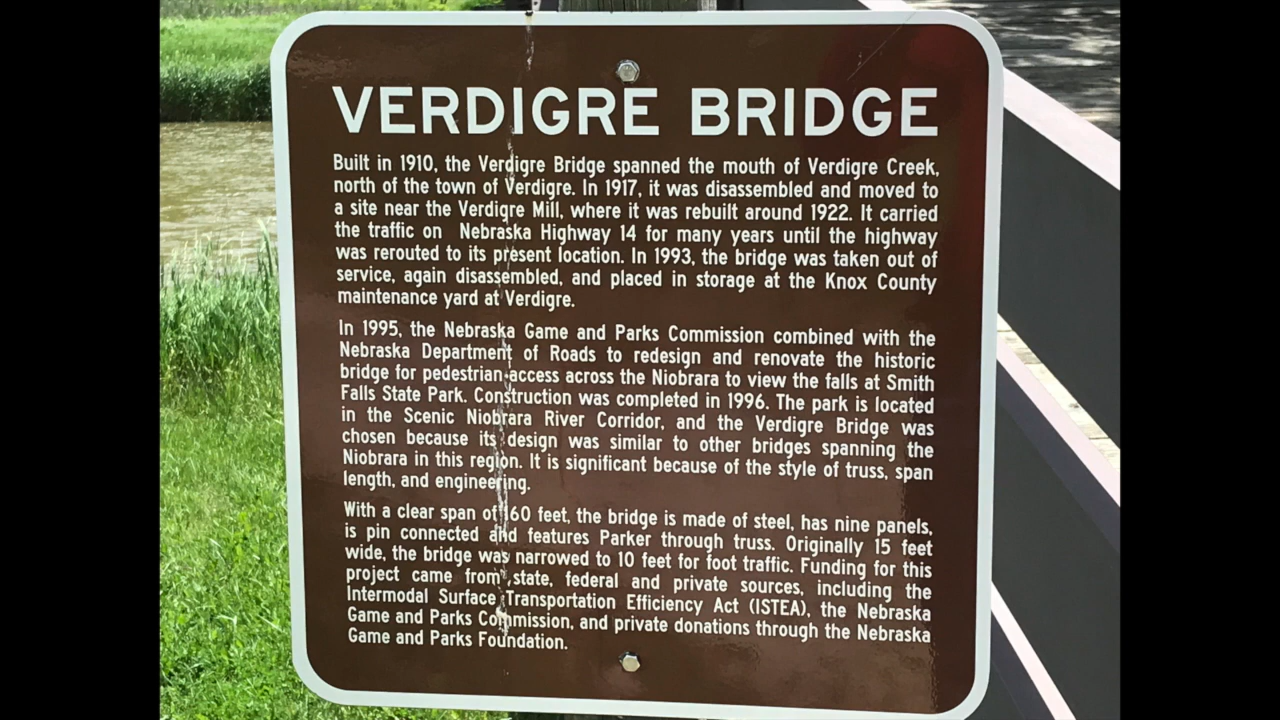 VERDIGRE BRIDGE
Built in 1910, the Verdigre Bridge spanned the mouth of Verdigre Creek,
north of the town of Verdigre. In 1917, it was disassembled and moved to
a site near the Verdigre Mill, where it was rebuilt around 1922. It carried
the traffic on Nebraska Highway 14 for many years until the highway
was rerouted to its present location. In 1993, the bridge was taken out of
service, again disassembled, and placed in storage at the Knox County
maintenance yard at Verdigre.
In 1995, the Nebraska Game and Parks Commission combined with the
Nebraska Department of Roads to redesign and renovate the historic
bridge for pedestrian access across the Niobrara to view the falls at Smith
Falls State Park. Construction was completed in 1996. The park is located
in the Scenic Niobrara River Corridor, and the Verdigre Bridge was
chosen because its design was similar to other bridges spanning the
Niobrara in this region. It is significant because of the style of truss, span
length, and engineering.
With a clear span of 160 feet, the bridge is made of steel, has nine panels,
is pin connected and features Parker through truss. Originally 15 feet
wide, the bridge was narrowed to 10 feet for foot traffic. Funding for this
project came from state, federal and private sources, including the
Intermodal Surface Transportation Efficiency Act (ISTEA), the Nebraska
Game and Parks Commission, and private donations through the Nebraska
Game and Parks Foundation.